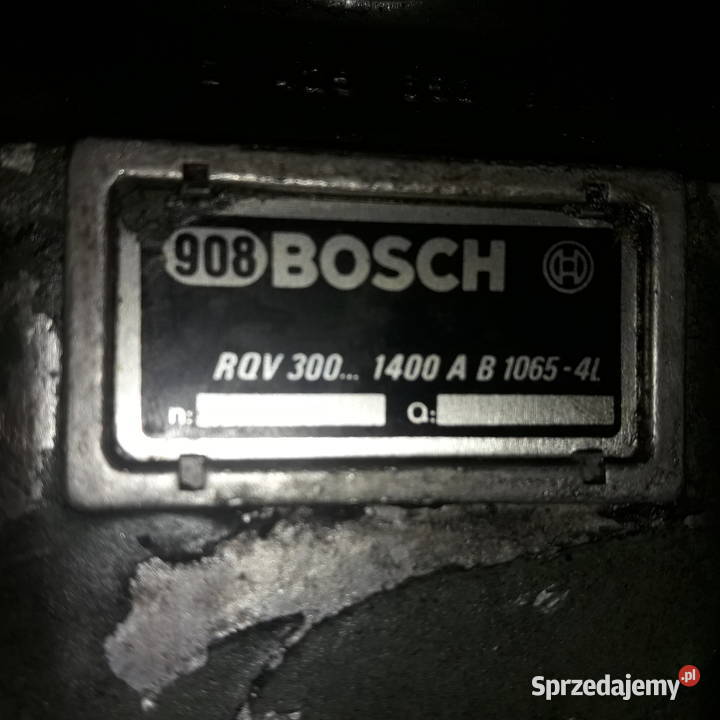 908 BOSCH
RQV 300... 1400 A B 1065-4L
n: Q:
Sprzedajemy.pl